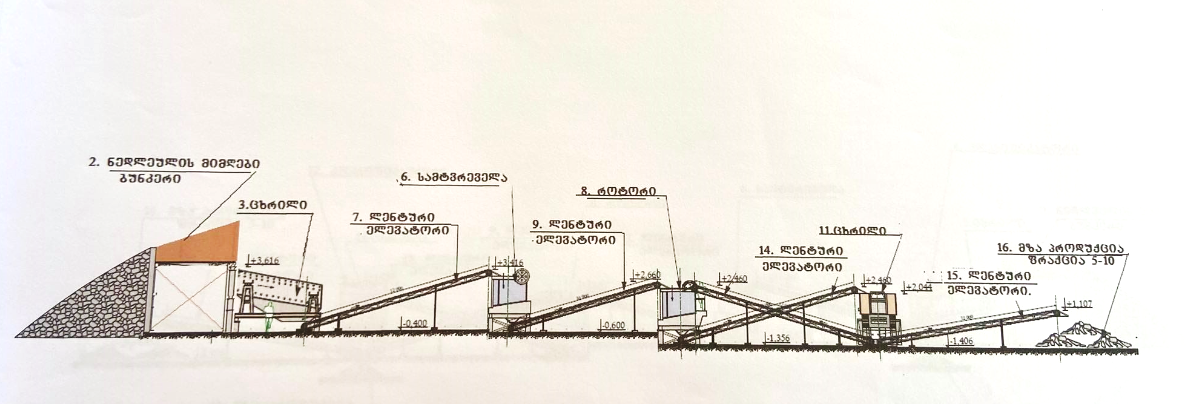 2. ნედლეულის მიმღები
ბუნკერი
3.ცხრილი
+3,616
7. ლენტური
ელევატორი
-0,400
6. სამტვრეველა
+3,416
9. ლენტური
ელევატორი
-0,600
+2,660
8. როტორი
+2,460
14. ლენტური
ელევატორი
-1,356
11.ცხრილი
+2,460
+2,044
15. ლენტური
ელევატორი.
-1,406
+1,107
16. მზა პროდუქცია
ფრაქცია 5-10